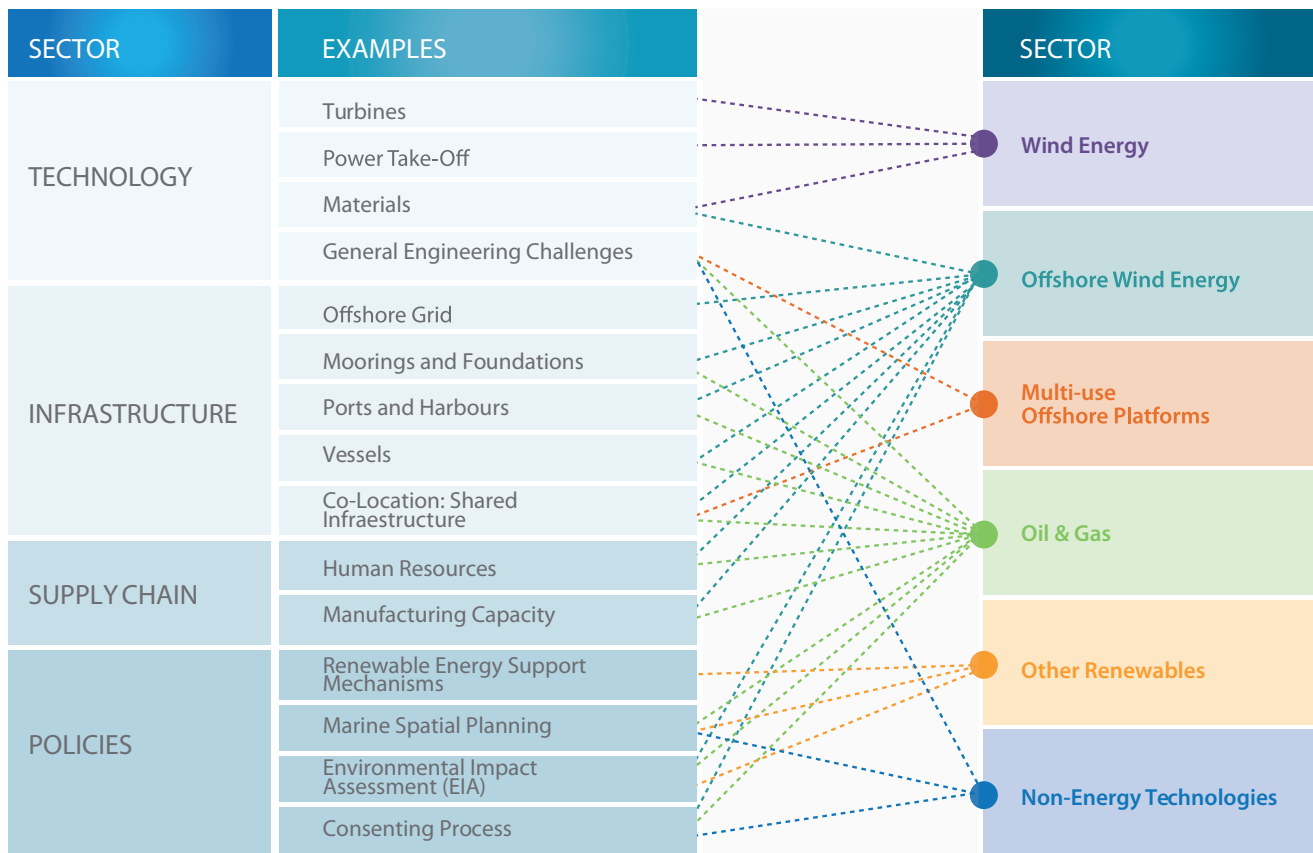 SECTOR
EXAMPLES
SECTOR
TECHNOLOGY
Turbines
Power Take-Off
Materials
General Engineering Challenges
INFRASTRUCTURE
Offshore Grid
Moorings and Foundations
Ports and Harbours
Vessels
Co-Location: Shared
Infraestructure
SUPPLY CHAIN
Human Resources
Manufacturing Capacity
POLICIES
Renewable Energy Support
Mechanisms
Marine Spatial Planning
Environmental Impact
Assessment (EIA)
Consenting Process
Wind Energy
Offshore Wind Energy
Multi-use
Offshore Platforms
Oil & Gas
Other Renewables
Non-Energy Technologies